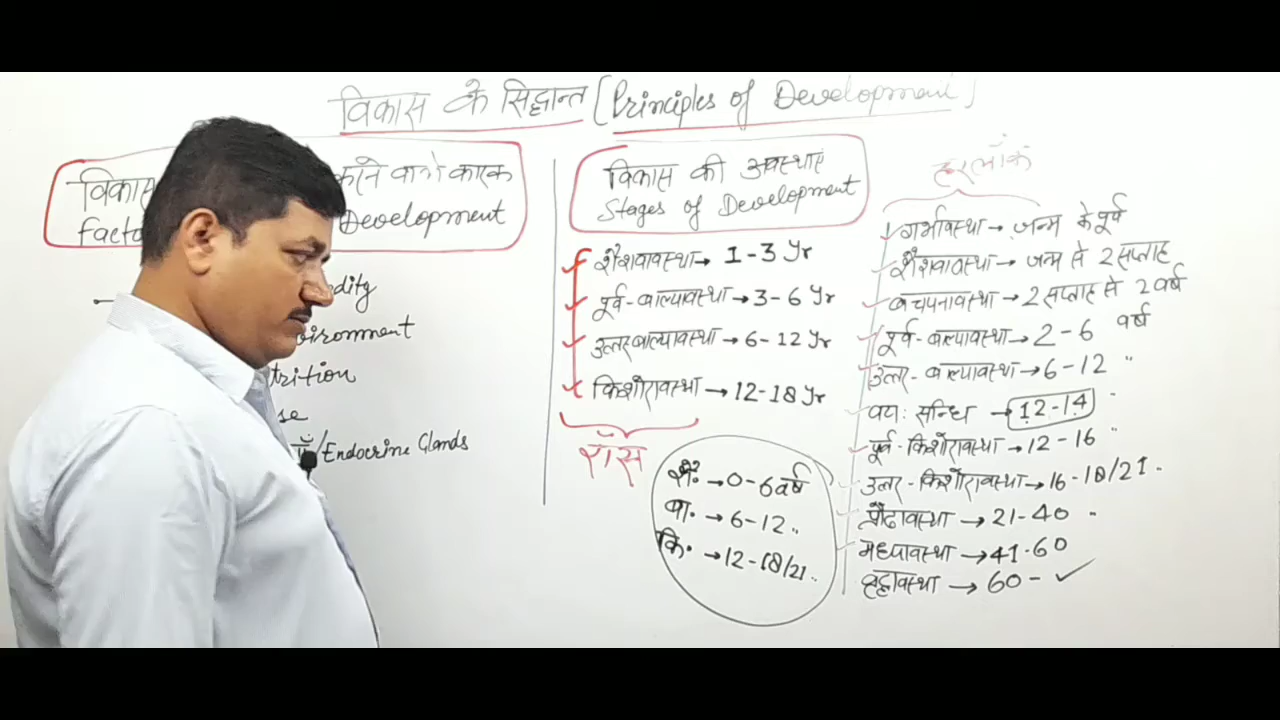 विकास के सिद्धान्त [Principles of Development]
विकास करने वाले कारक
Facto Development
dity
ironment
trition
se
/Endocrine Glands
विकास की अवस्थाएं
Stages of Development
शैशवावस्था→ 1-3 Yr
पूर्व-बाल्यावस्था→3-6 Yr
उत्तरबाल्यावस्था→6-12 Yr
किशोरावस्था →12-18 Yr
रॉस
शै॰ →0-6 वर्ष
बा. →6-12 ,,
कि॰ →12-18/21..
हरलॉक
गर्भावस्था→ जन्म के पूर्व
शैशवावस्था→ जन्म से 2 सप्ताह
बचपनावस्था→ 2 सप्ताह से 2 वर्ष
पूर्व-बाल्यावस्था→ 2-6 वर्ष
उत्तर-बाल्यावस्था→ 6-12 "
वय: सन्धि →12-14 "
पूर्व-किशोरावस्था→12-16 "
उत्तर-किशोरावस्था→16-18/21.
प्रौढावस्था →21-40 "
मध्यावस्था →41-60
वृद्धावस्था → 60- ✓